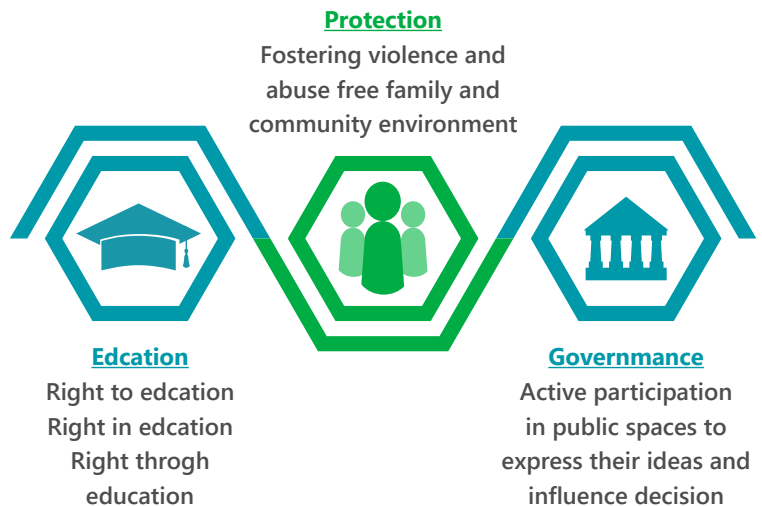 Protection
Fostering violence and
abuse free family and
community environment
Edcation
Right to edcation
Right in edcation
Right throgh
education
Governmance
Active participation
in public spaces to
express their ideas and
influence decision